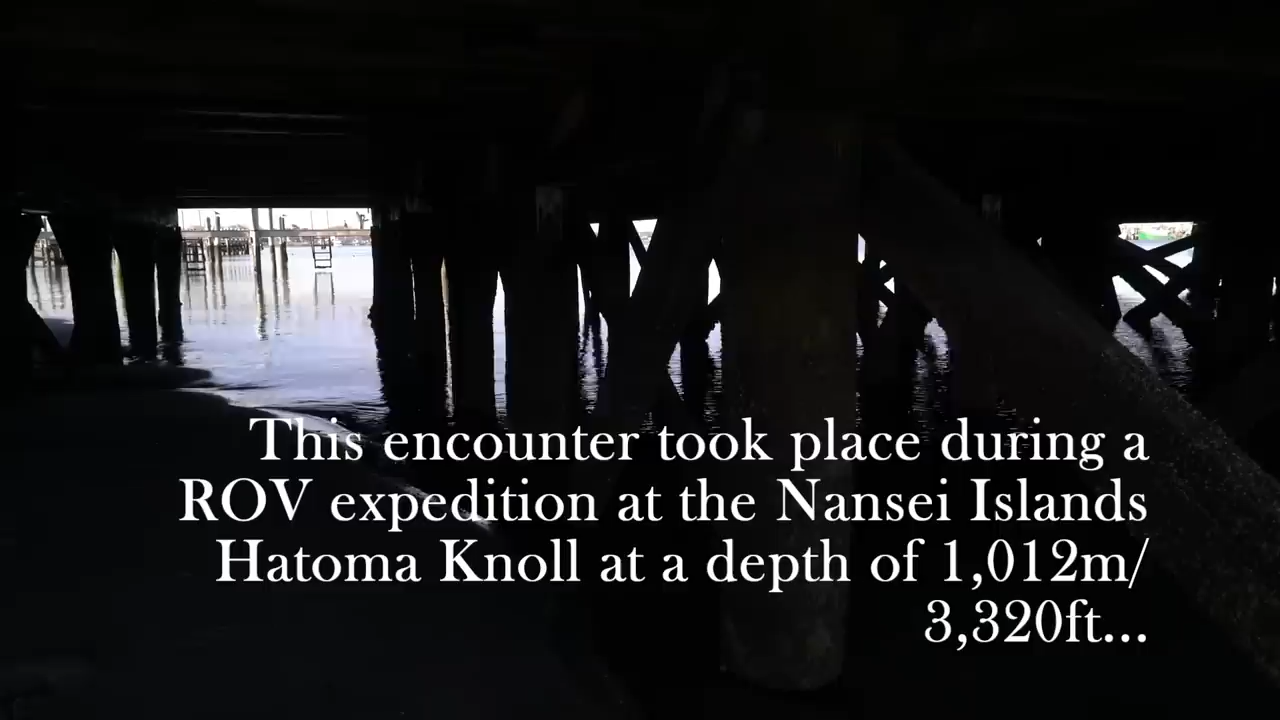 This encounter took place during a
ROV expedition at the Nansei Islands
Hatoma Knoll at a depth of 1,012m/
3,320ft...